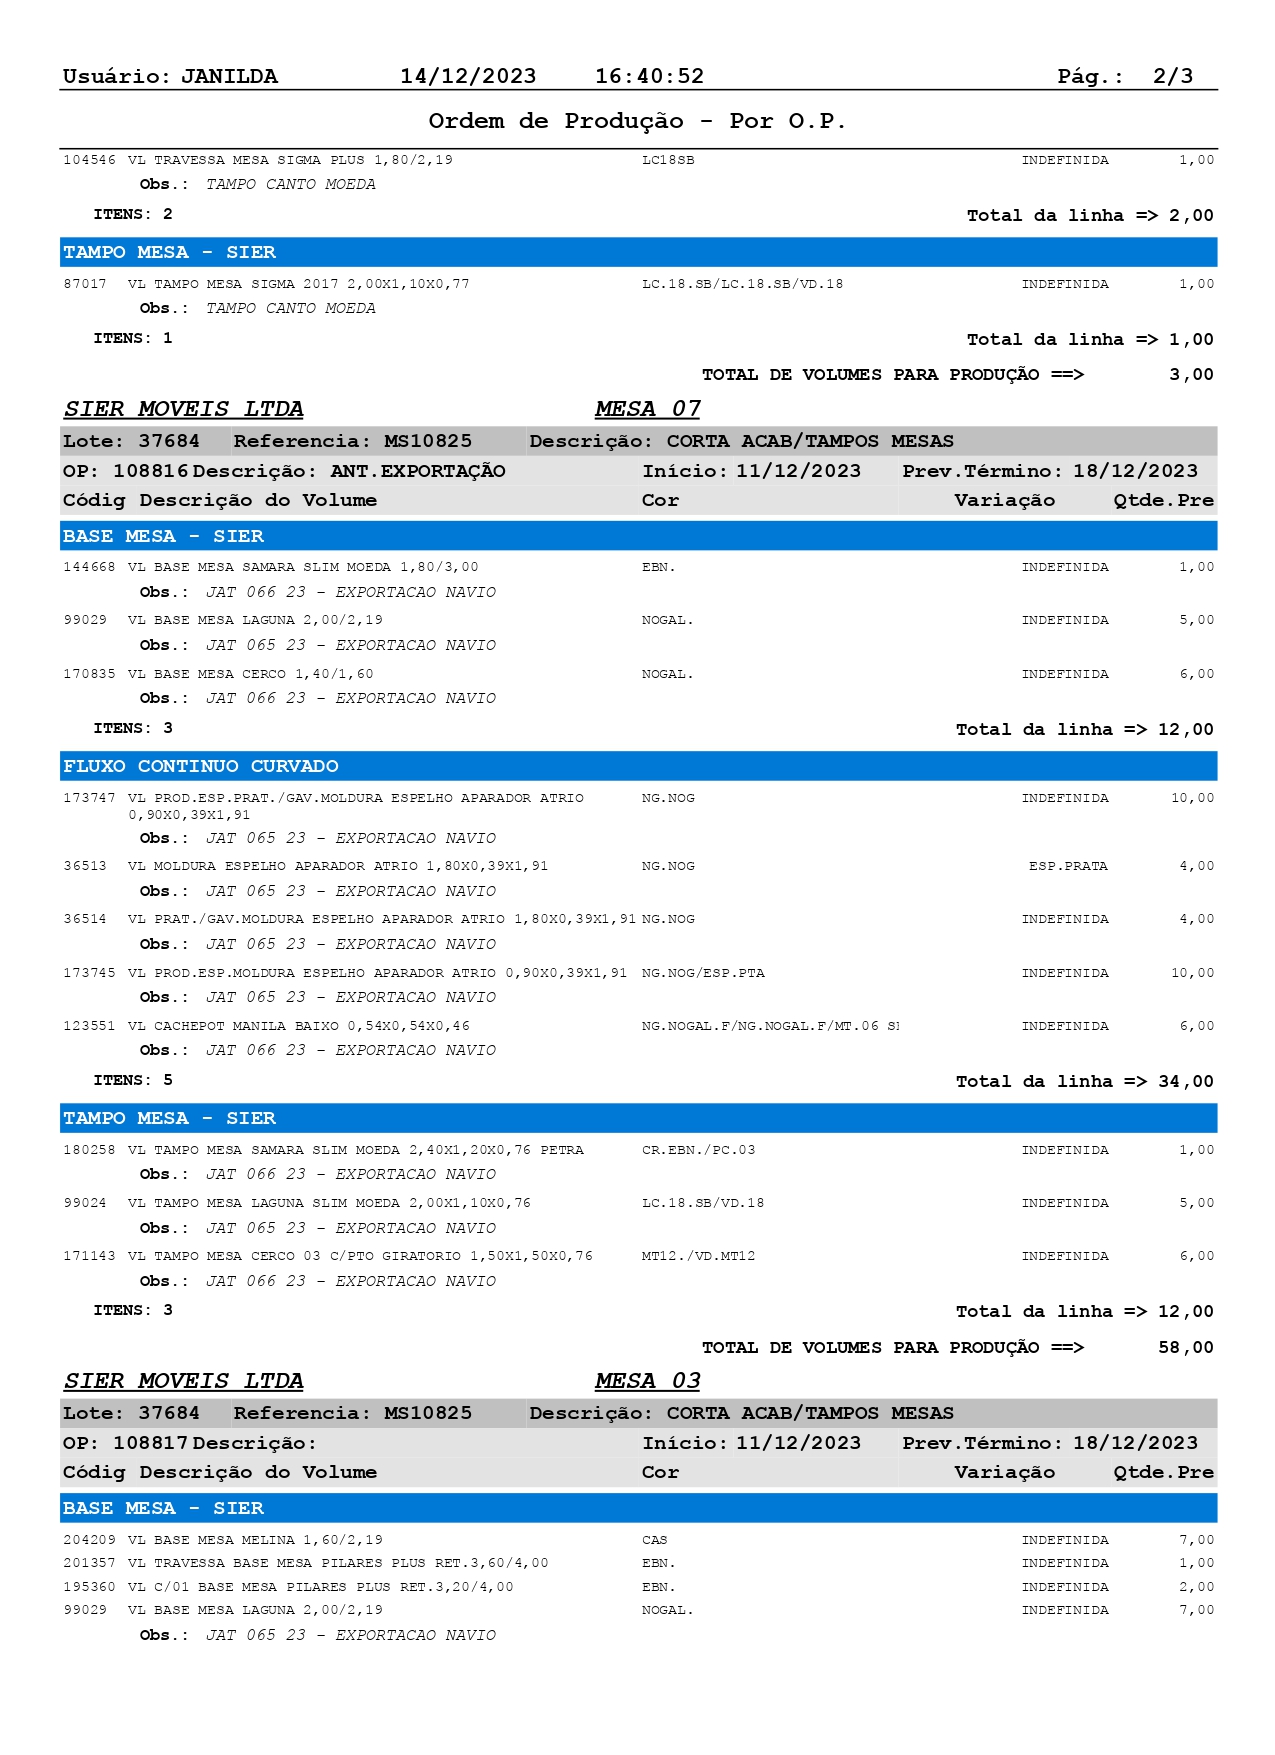 Usuário: JANILDA 14/12/2023 16:40:52 Pág.: 2/3
Ordem de Produção - Por O.P.
104546 VL TRAVESSA MESA SIGMA PLUS 1,80/2,19 LC18SB INDEFINIDA 1,00
Obs.: TAMPO CANTO MOEDA
ITENS: 2 Total da linha => 2,00
TAMPO MESA - SIER
87017 VL TAMPO MESA SIGMA 2017 2,00X1,10X0,77 LC.18.SB/LC.18.SB/VD.18 INDEFINIDA 1,00
Obs.: TAMPO CANTO MOEDA
ITENS: 1 Total da linha => 1,00
TOTAL DE VOLUMES PARA PRODUÇÃO ==> 3,00
SIER MOVEIS LTDA MESA 07
Lote: 37684 Referencia: MS10825 Descrição: CORTA ACAB/TAMPOS MESAS
OP: 108816 Descrição: ANT.EXPORTAÇÃO Início: 11/12/2023 Prev.Término: 18/12/2023
Códig Descrição do Volume Cor Variação Qtde.Pre
BASE MESA - SIER
144668 VL BASE MESA SAMARA SLIM MOEDA 1,80/3,00 EBN. INDEFINIDA 1,00
Obs.: JAT 066 23 - EXPORTACAO NAVIO
99029 VL BASE MESA LAGUNA 2,00/2,19 NOGAL. INDEFINIDA 5,00
Obs.: JAT 065 23 - EXPORTACAO NAVIO
170835 VL BASE MESA CERCO 1,40/1,60 NOGAL. INDEFINIDA 6,00
Obs.: JAT 066 23 - EXPORTACAO NAVIO
ITENS: 3 Total da linha => 12,00
FLUXO CONTINUO CURVADO
173747 VL PROD.ESP.PRAT./GAV.MOLDURA ESPELHO APARADOR ATRIO NG.NOG INDEFINIDA 10,00
0,90X0,39X1,91
Obs.: JAT 065 23 - EXPORTACAO NAVIO
36513 VL MOLDURA ESPELHO APARADOR ATRIO 1,80X0,39X1,91 NG.NOG ESP.PRATA 4,00
Obs.: JAT 065 23 - EXPORTACAO NAVIO
36514 VL PRAT./GAV.MOLDURA ESPELHO APARADOR ATRIO 1,80X0,39X1,91 NG.NOG INDEFINIDA 4,00
Obs.: JAT 065 23 - EXPORTACAO NAVIO
173745 VL PROD.ESP.MOLDURA ESPELHO APARADOR ATRIO 0,90X0,39X1,91 NG.NOG/ESP.PTA INDEFINIDA 10,00
Obs.: JAT 065 23 - EXPORTACAO NAVIO
123551 VL CACHEPOT MANILA BAIXO 0,54X0,54X0,46 NG.NOGAL.F/NG.NOGAL.F/MT.06 INDEFINIDA 6,00
Obs.: JAT 066 23 - EXPORTACAO NAVIO
ITENS: 5 Total da linha => 34,00
TAMPO MESA - SIER
180258 VL TAMPO MESA SAMARA SLIM MOEDA 2,40X1,20X0,76 PETRA CR.EBN./PC.03 INDEFINIDA 1,00
Obs.: JAT 066 23 - EXPORTACAO NAVIO
99024 VL TAMPO MESA LAGUNA SLIM MOEDA 2,00X1,10X0,76 LC.18.SB/VD.18 INDEFINIDA 5,00
Obs.: JAT 065 23 - EXPORTACAO NAVIO
171143 VL TAMPO MESA CERCO 03 C/PTO GIRATORIO 1,50X1,50X0,76 MT12./VD.MT12 INDEFINIDA 6,00
Obs.: JAT 066 23 - EXPORTACAO NAVIO
ITENS: 3 Total da linha => 12,00
TOTAL DE VOLUMES PARA PRODUÇÃO ==> 58,00
SIER MOVEIS LTDA MESA 03
Lote: 37684 Referencia: MS10825 Descrição: CORTA ACAB/TAMPOS MESAS
OP: 108817 Descrição: Início: 11/12/2023 Prev.Término: 18/12/2023
Códig Descrição do Volume Cor Variação Qtde.Pre
BASE MESA - SIER
204209 VL BASE MESA MELINA 1,60/2,19 CAS INDEFINIDA 7,00
201357 VL TRAVESSA BASE MESA PILARES PLUS RET.3,60/4,00 EBN. INDEFINIDA 1,00
195360 VL C/01 BASE MESA PILARES PLUS RET.3,20/4,00 EBN. INDEFINIDA 2,00
99029 VL BASE MESA LAGUNA 2,00/2,19 NOGAL. INDEFINIDA 7,00
Obs.: JAT 065 23 - EXPORTACAO NAVIO